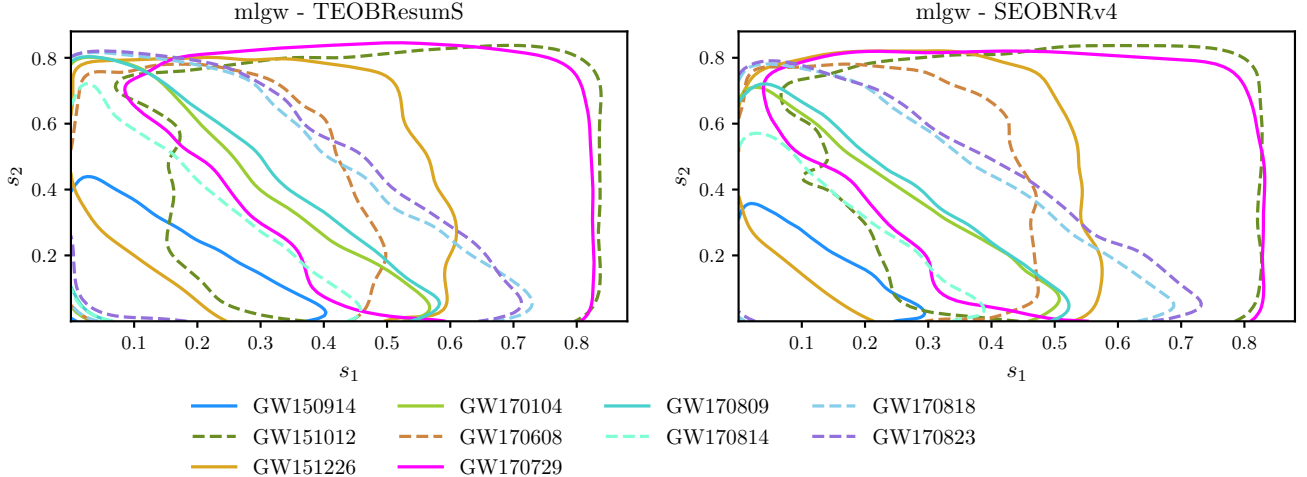 mlgw - TEOBResumS
mlgw - SEOBNRv4
0.8
0.6
0.4
0.2
s2
0.1 0.2 0.3 0.4 0.5 0.6 0.7 0.8
s1
0.8
0.6
0.4
0.2
s2
0.1 0.2 0.3 0.4 0.5 0.6 0.7 0.8
s1
GW150914 GW170104 GW170809 GW170818
GW151012 GW170608 GW170814 GW170823
GW151226 GW170729